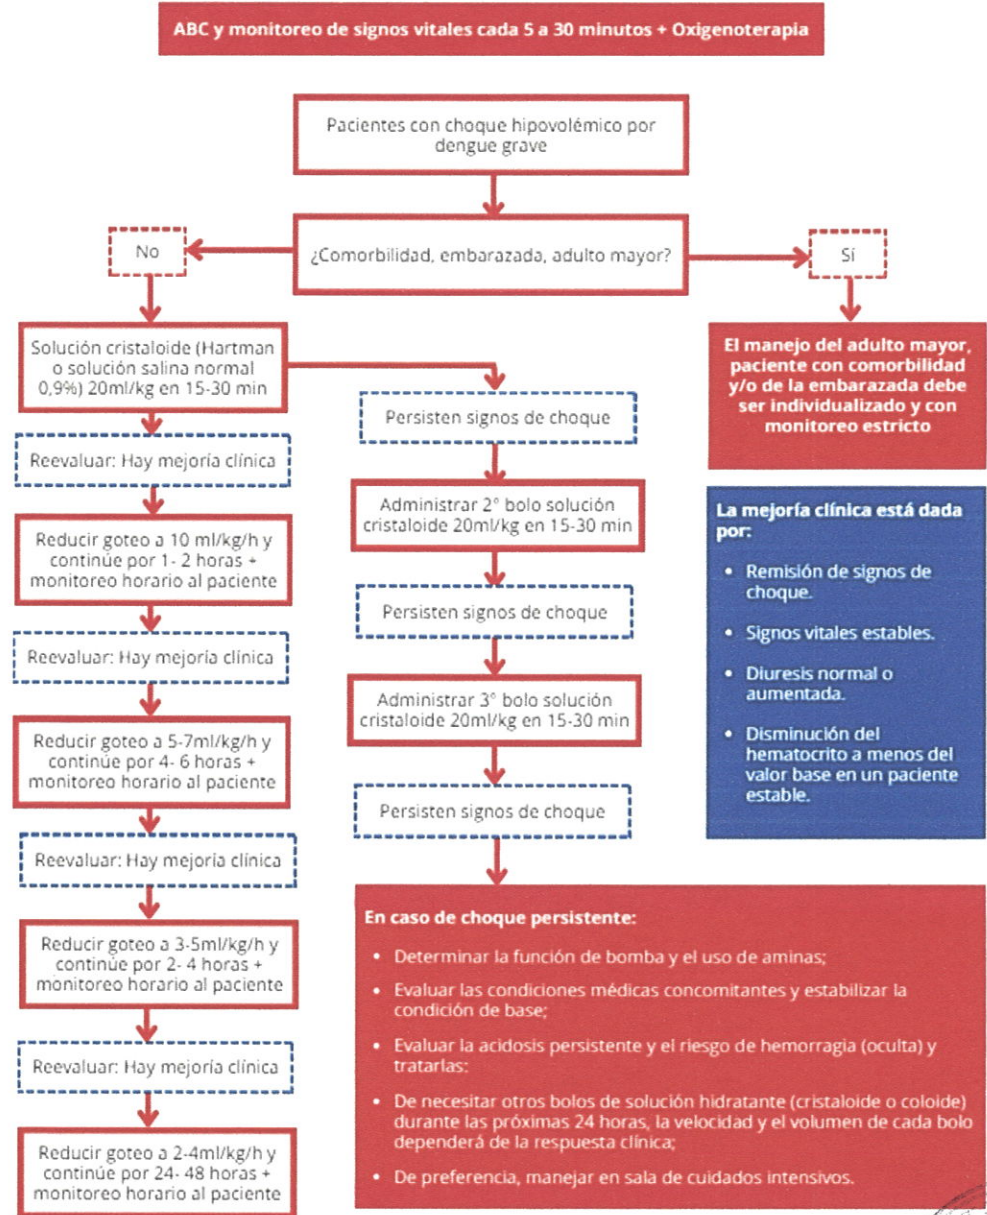 ABC y monitoreo de signos vitales cada 5 a 30 minutos + Oxigenoterapia
Pacientes con choque hipovolémico por
dengue grave
¿Comorbilidad, embarazada, adulto mayor?
No
Sí
Solución cristaloide (Hartman
o solución salina normal
0,9%) 20ml/kg en 15-30 min
Reevaluar: Hay mejoría clínica
Reducir goteo a 10 ml/kg/h y
continúe por 1- 2 horas +
monitoreo horario al paciente
Reevaluar: Hay mejoría clínica
Reducir goteo a 5-7ml/kg/h y
continúe por 4- 6 horas +
monitoreo horario al paciente
Reevaluar: Hay mejoría clínica
Reducir goteo a 3-5ml/kg/h y
continúe por 2- 4 horas +
monitoreo horario al paciente
Reevaluar: Hay mejoría clínica
Reducir goteo a 2-4ml/kg/h y
continúe por 24- 48 horas +
monitoreo horario al paciente
Persisten signos de choque
Administrar 2° bolo solución
cristaloide 20ml/kg en 15-30 min
Persisten signos de choque
Administrar 3° bolo solución
cristaloide 20ml/kg en 15-30 min
Persisten signos de choque
En caso de choque persistente:
• Determinar la función de bomba y el uso de aminas;
• Evaluar las condiciones médicas concomitantes y estabilizar la
condición de base;
• Evaluar la acidosis persistente y el riesgo de hemorragia (oculta) y
tratarlas:
• De necesitar otros bolos de solución hidratante (cristaloide o coloide)
durante las próximas 24 horas, la velocidad y el volumen de cada bolo
dependerá de la respuesta clínica;
• De preferencia, manejar en sala de cuidados intensivos.
El manejo del adulto mayor,
paciente con comorbilidad
y/o de la embarazada debe
ser individualizado y con
monitoreo estricto
La mejoría clínica está dada
por:
• Remisión de signos de
choque.
• Signos vitales estables.
• Diuresis normal o
aumentada.
• Disminución del
hematocrito a menos del
valor base en un paciente
estable.